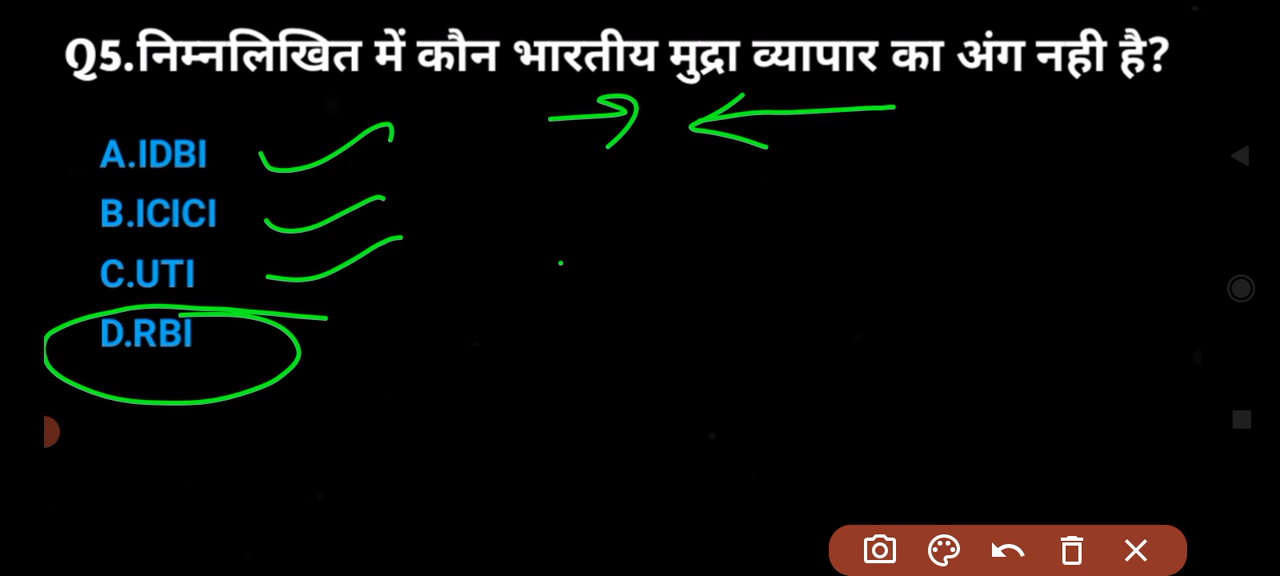 Q5.निम्नलिखित में कौन भारतीय मुद्रा व्यापार का अंग नही है?
A.IDBI
B.ICICI
C.UTI
D.RBI